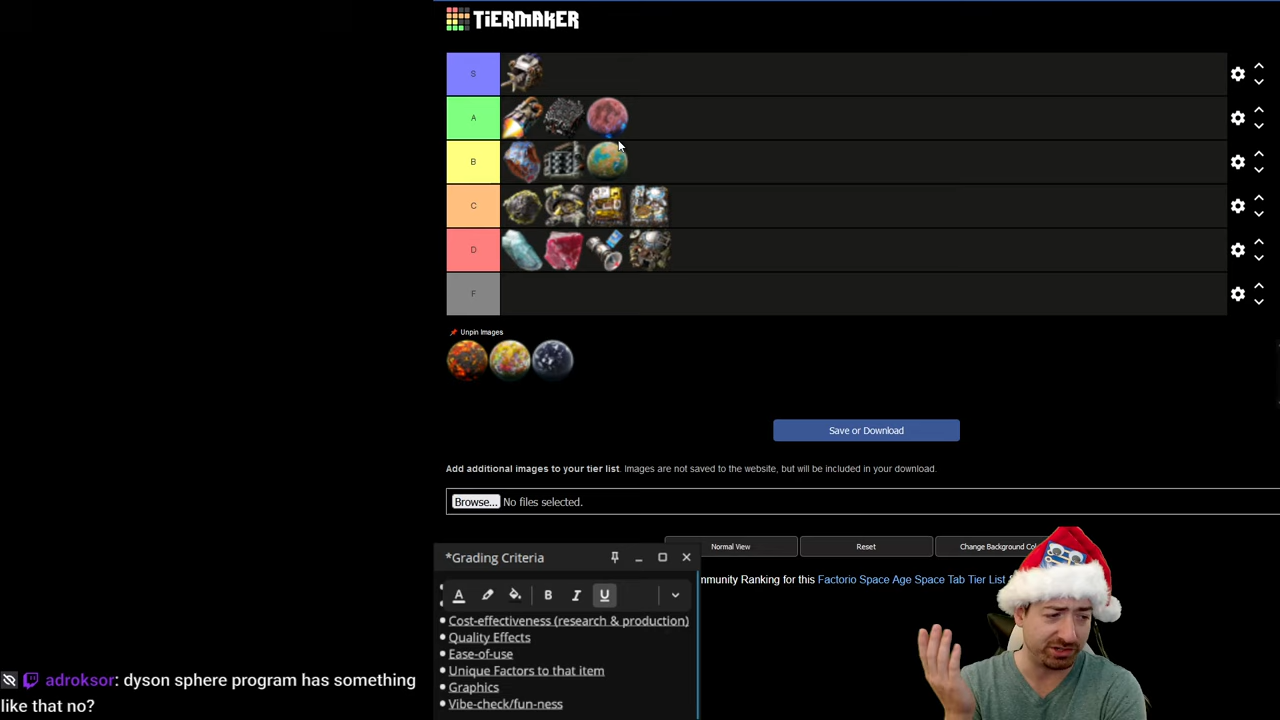 TIERMAKER
S
A
B
C
D
F
Unpin Images
Save or Download
Add additional images to your tier list. Images are not saved to the website, but will be included in your download.
Browse... No files selected.
*Grading Criteria
Normal View
Reset
Change Background
A B I U
Ranking for this Factorio Space Age Space Tab Tier List
• Cost-effectiveness (research & production)
• Quality Effects
• Ease-of-use
• Unique Factors to that item
• Graphics
• Vibe-check/fun-ness
adroksor: dyson sphere program has something
like that no?